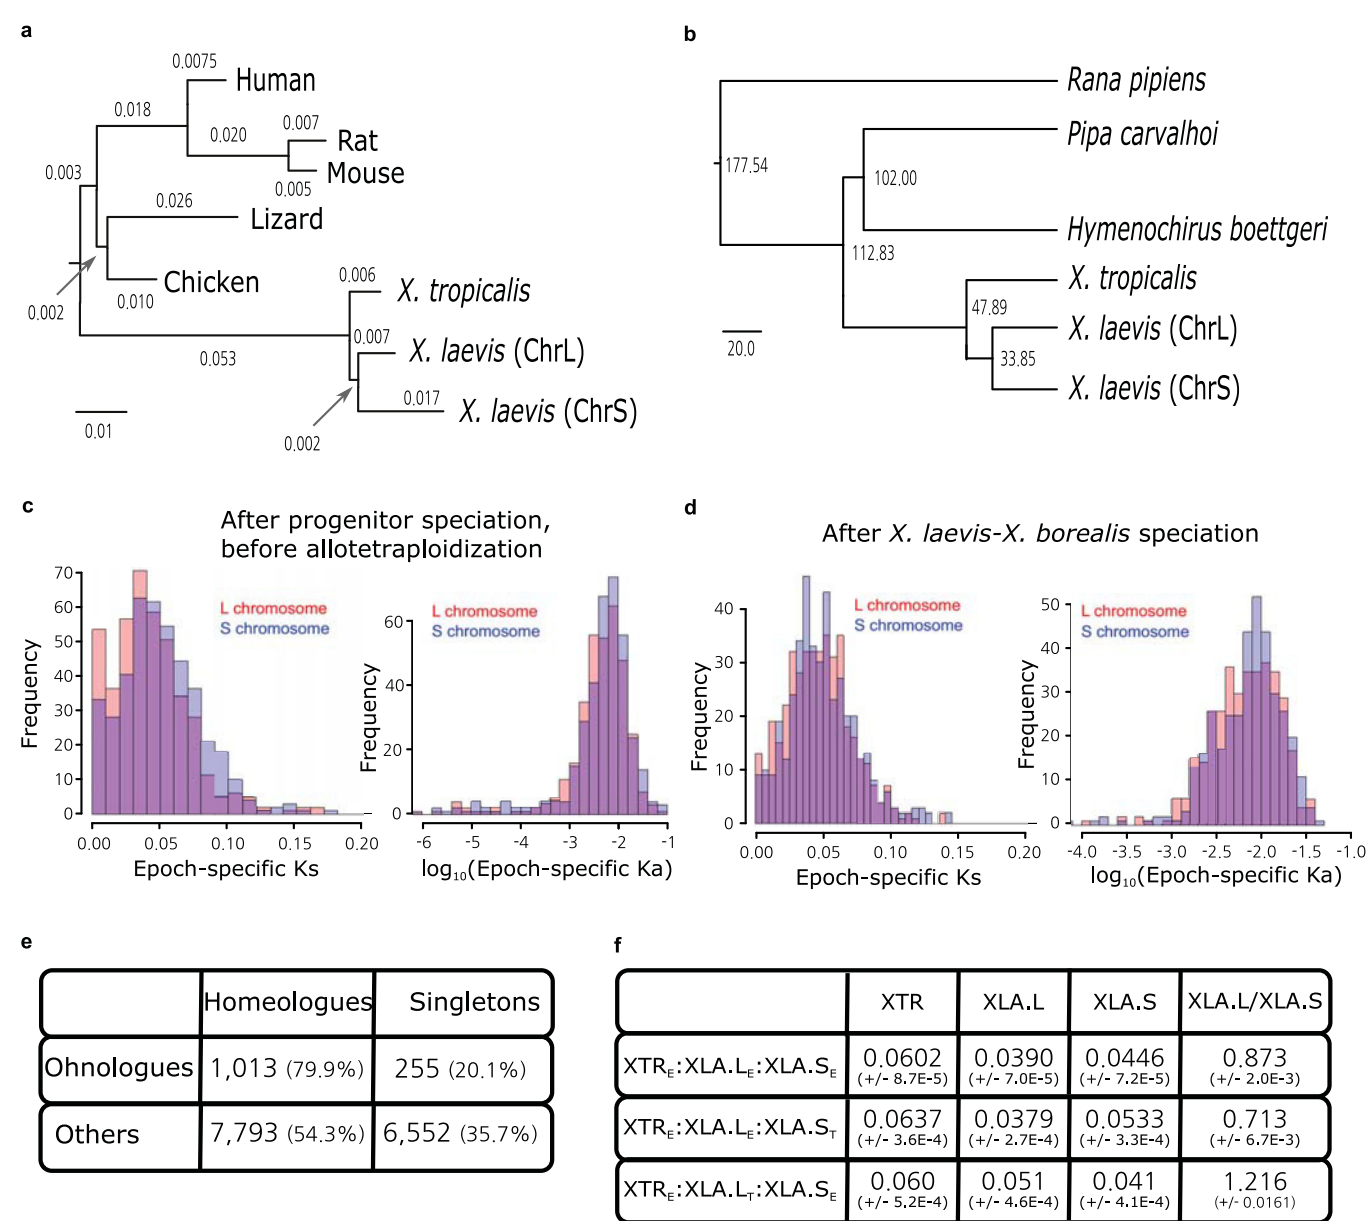 a
0.0075
Human
0.018
0.007
0.020
Rat
0.003
Mouse
0.005
0.026
Lizard
Chicken
0.010
0.002
0.006
X. tropicalis
0.007
X. laevis (ChrL)
0.053
0.017
X. laevis (ChrS)
0.01
0.002
b
Rana pipiens
Pipa carvalhoi
177.54
102.00
Hymenochirus boettgeri
112.83
X. tropicalis
47.89
X. laevis (ChrL)
20.0
33.85
X. laevis (ChrS)
c
After progenitor speciation,
before allotetraploidization
Frequency
70
60
50
40
30
20
10
0
L chromosome
S chromosome
0.00 0.05 0.10 0.15 0.20
Epoch-specific Ks
Frequency
60
40
20
0
L chromosome
S chromosome
-6 -5 -4 -3 -2 -1
log₁₀(Epoch-specific Ka)
d
After X. laevis-X. borealis speciation
Frequency
40
30
20
10
0
L chromosome
S chromosome
0.00 0.05 0.10 0.15 0.20
Epoch-specific Ks
Frequency
50
40
30
20
10
0
L chromosome
S chromosome
-4.0 -3.5 -3.0 -2.5 -2.0 -1.5 -1.0
log₁₀(Epoch-specific Ka)
e
Homeologues Singletons
Ohnologues 1,013 (79.9%) 255 (20.1%)
Others 7,793 (54.3%) 6,552 (35.7%)
f
XTR XLA.L XLA.S XLA.L/XLA.S
XTRE:XLA.LE:XLA.SE 0.0602 0.0390 0.0446 0.873
(+/- 8.7E-5) (+/- 7.0E-5) (+/- 7.2E-5) (+/- 2.0E-3)
XTRE:XLA.LE:XLA.ST 0.0637 0.0379 0.0533 0.713
(+/- 3.6E-4) (+/- 2.7E-4) (+/- 3.3E-4) (+/- 6.7E-3)
XTRE:XLA.LT:XLA.SE 0.060 0.051 0.041 1.216
(+/- 5.2E-4) (+/- 4.6E-4) (+/- 4.1E-4) (+/- 0.0161)